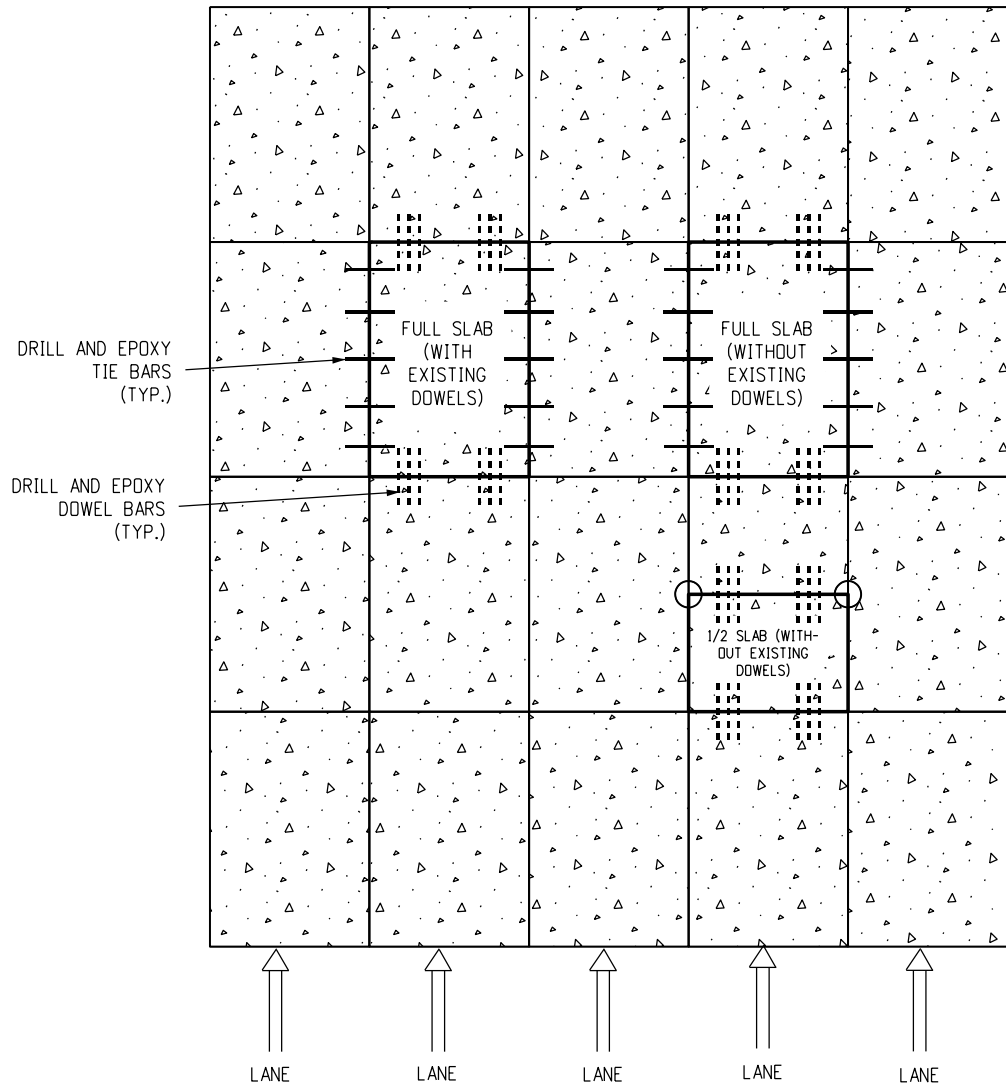 DRILL AND EPOXY
TIE BARS
(TYP.)
FULL SLAB
(WITH
EXISTING
DOWELS)
FULL SLAB
(WITHOUT
EXISTING
DOWELS)
DRILL AND EPOXY
DOWEL BARS
(TYP.)
1/2 SLAB (WITH-
OUT EXISTING
DOWELS)
LANE
LANE
LANE
LANE
LANE